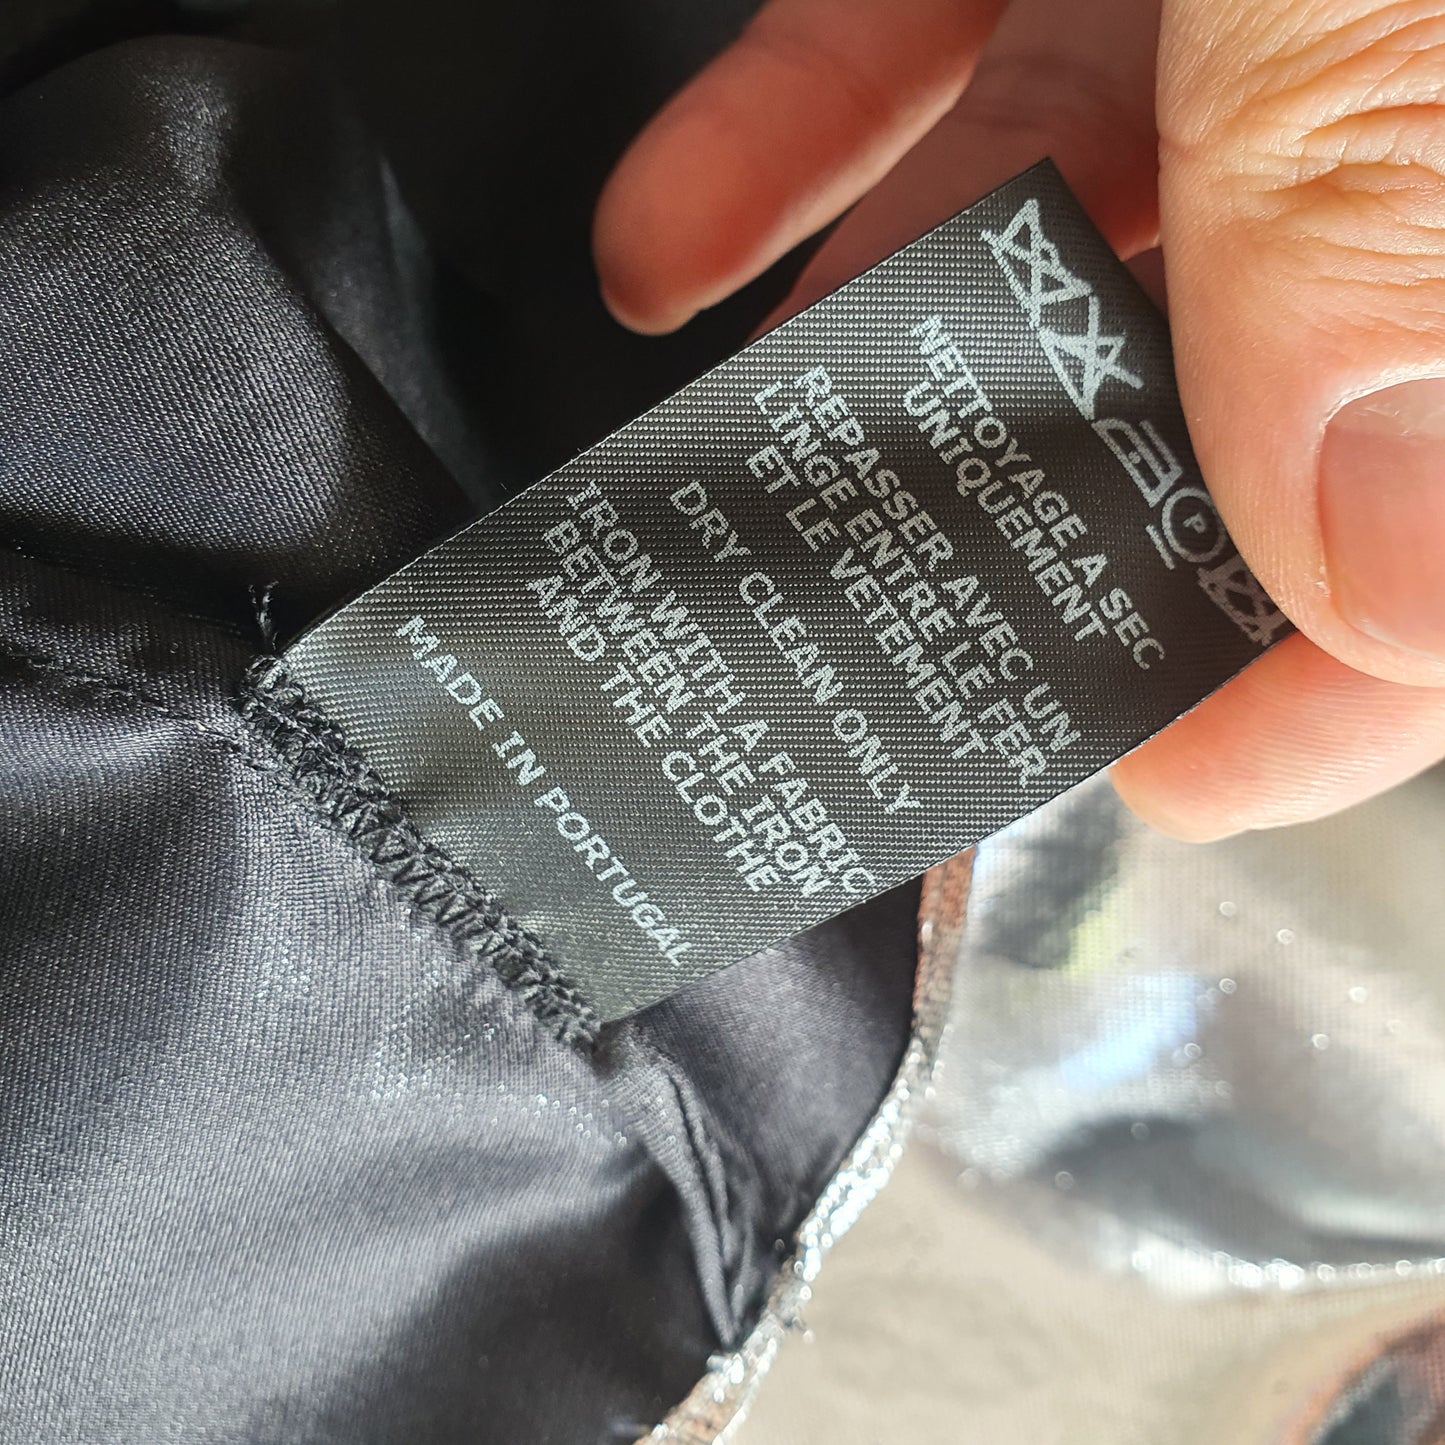 P
NETTOYAGE A SEC
UNIQUEMENT
REPASSER AVEC UN
LINGE ENTRE LE FER
ET LE VETEMENT
DRY CLEAN ONLY
IRON WITH A FABRIC
BETWEEN THE IRON
AND THE CLOTHE
MADE IN PORTUGAL